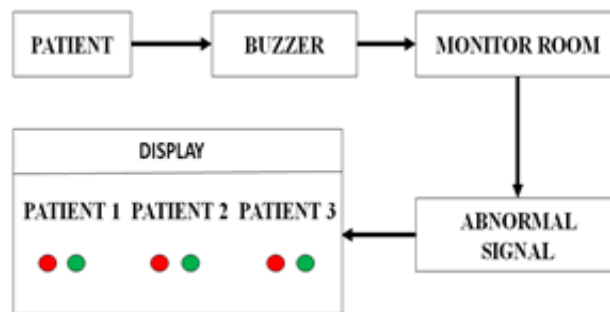 PATIENT
BUZZER
MONITOR ROOM
DISPLAY
PATIENT 1 PATIENT 2 PATIENT 3
ABNORMAL
SIGNAL